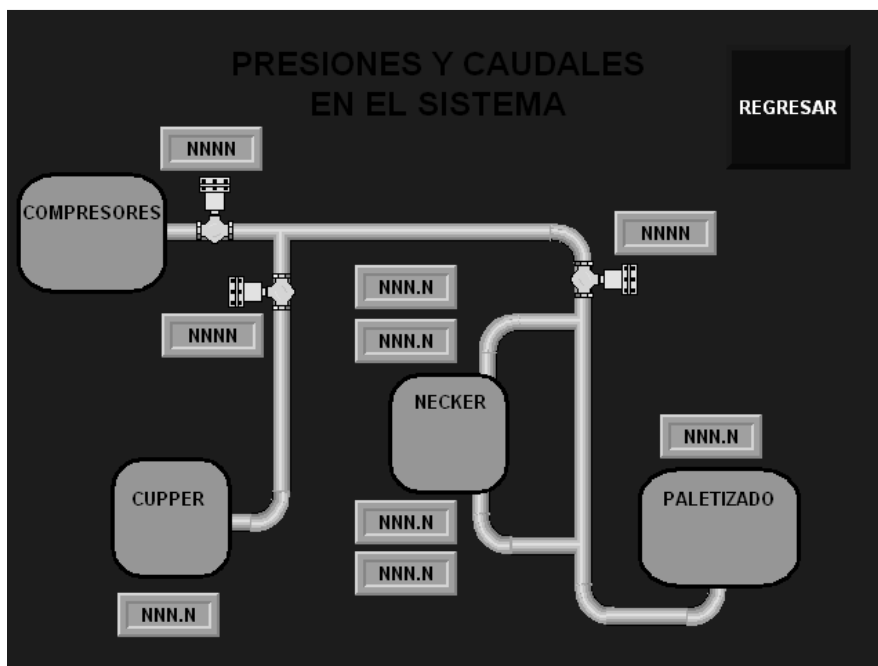 PRESIONES Y CAUDALES
EN EL SISTEMA
REGRESAR
NNNN
COMPRESORES
NNNN
NNN.N
NNNN
NNN.N
NECKER
NNN.N
CUPPER
PALETIZADO
NNN.N
NNN.N
NNN.N